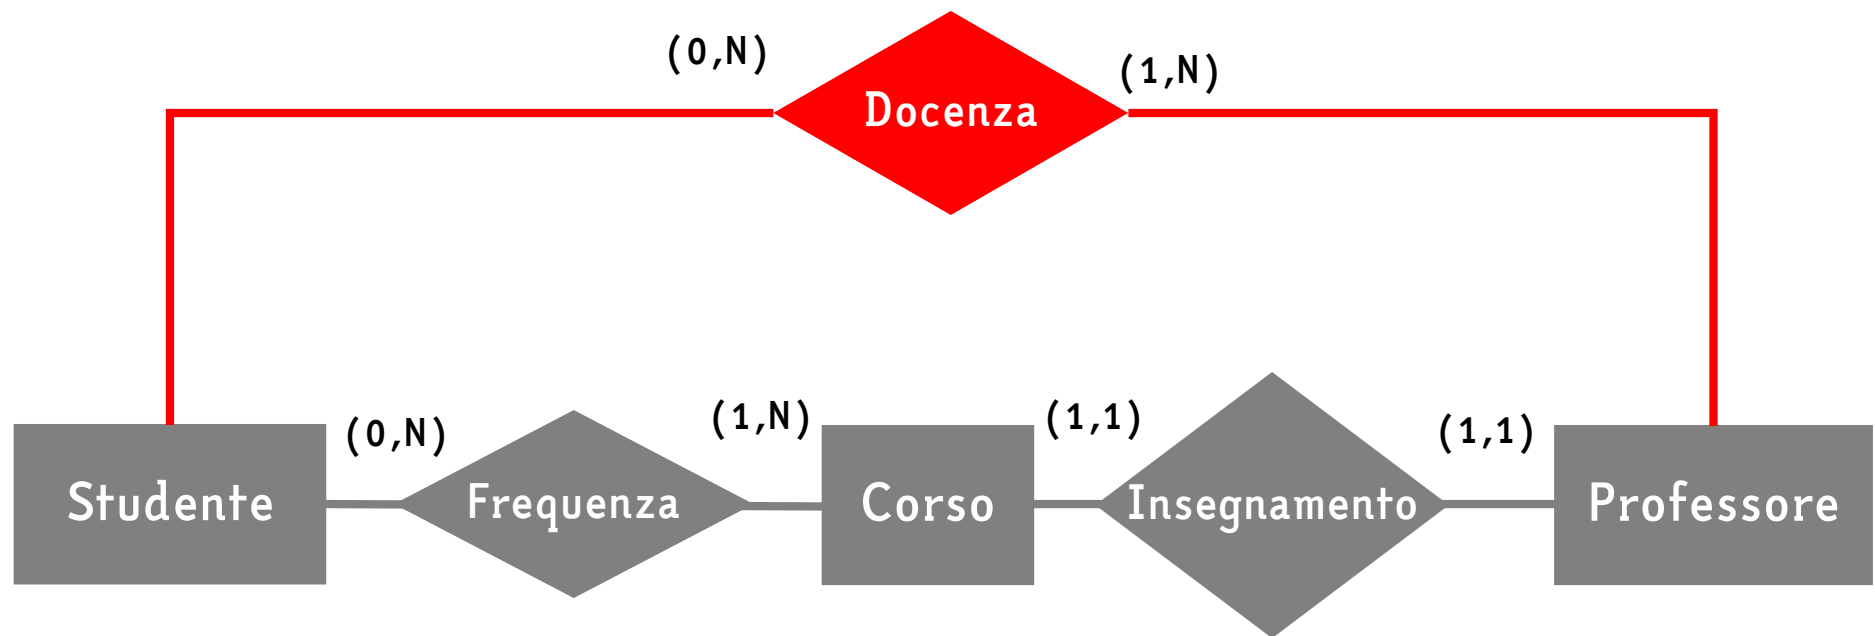 (0,N)
Docenza
(1,N)
Studente
(0,N)
Frequenza
(1,N)
Corso
(1,1)
Insegnamento
(1,1)
Professore